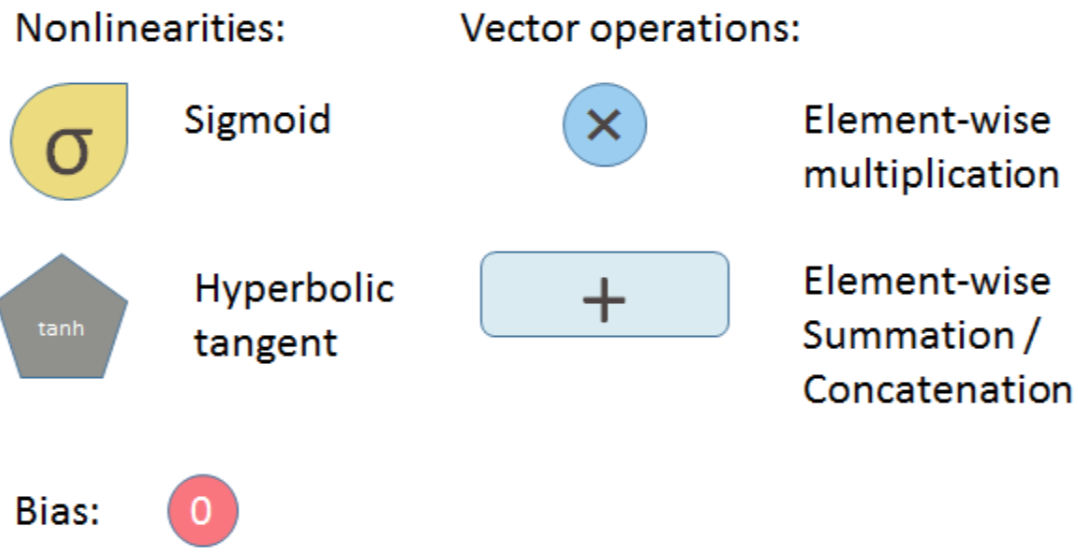 Nonlinearities:
Vector operations:
σ
Sigmoid
×
Element-wise
multiplication
tanh
Hyperbolic
tangent
+
Element-wise
Summation /
Concatenation
Bias:
0